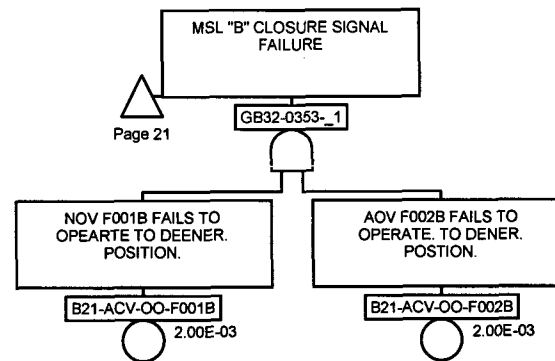 MSL "B" CLOSURE SIGNAL
FAILURE
Page 21
GB32-0353-_1
NOV F001B FAILS TO
OPEARTE TO DEENER.
POSITION.
B21-ACV-OO-F001B
2.00E-03
AOV F002B FAILS TO
OPERATE. TO DENER.
POSTION.
B21-ACV-OO-F002B
2.00E-03